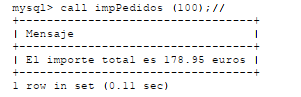 mysql> call impPedidos (100);//
+---------------------------------+
| Mensaje                         |
+---------------------------------+
| El importe total es 178.95 euros |
+---------------------------------+
1 row in set (0.11 sec)